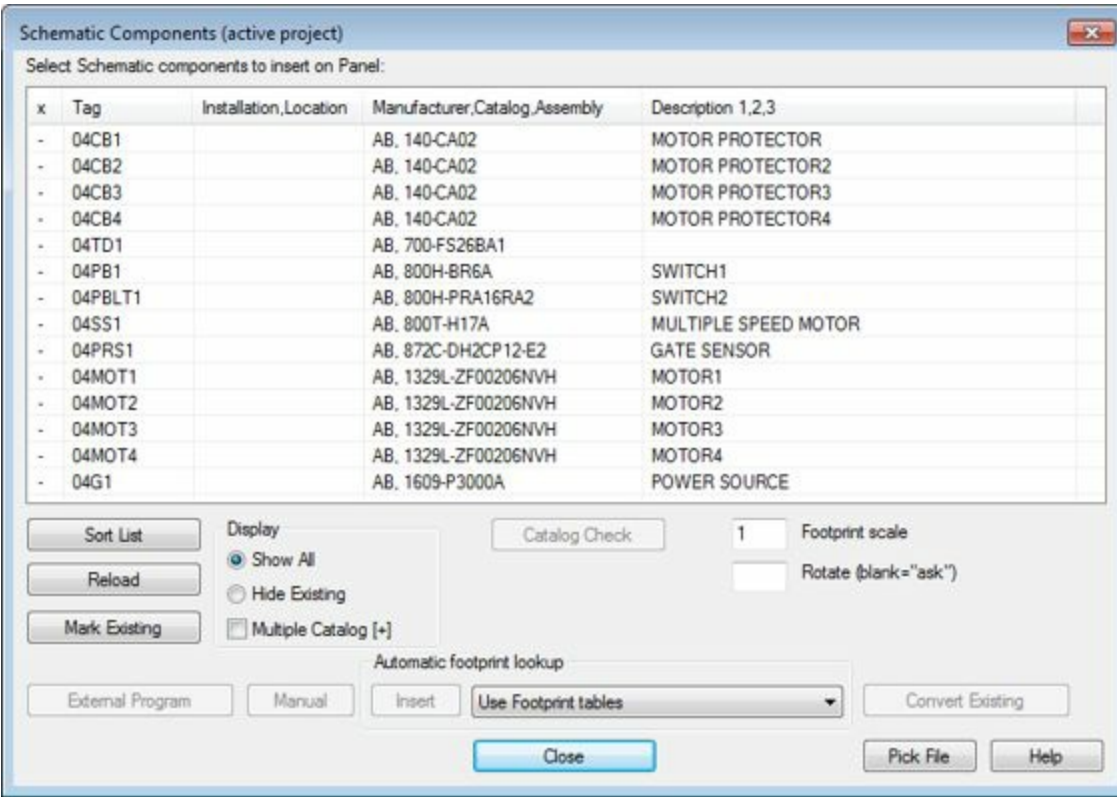 Schematic Components (active project)
Select Schematic components to insert on Panel:
x Tag Installation,Location Manufacturer,Catalog,Assembly Description 1,2,3
- 04CB1 AB, 140-CA02 MOTOR PROTECTOR
- 04CB2 AB, 140-CA02 MOTOR PROTECTOR2
- 04CB3 AB, 140-CA02 MOTOR PROTECTOR3
- 04CB4 AB, 140-CA02 MOTOR PROTECTOR4
- 04TD1 AB, 700-FS26BA1
- 04PB1 AB, 800H-BR6A SWITCH1
- 04PBLT1 AB, 800H-PRA16RA2 SWITCH2
- 04SS1 AB, 800T-H17A MULTIPLE SPEED MOTOR
- 04PRS1 AB, 872C-DH2CP12-E2 GATE SENSOR
- 04MOT1 AB, 1329L-ZF00206NVH MOTOR1
- 04MOT2 AB, 1329L-ZF00206NVH MOTOR2
- 04MOT3 AB, 1329L-ZF00206NVH MOTOR3
- 04MOT4 AB, 1329L-ZF00206NVH MOTOR4
- 04G1 AB, 1609-P3000A POWER SOURCE
Sort List Display Catalog Check 1 Footprint scale
Show All
Reload Rotate (blank="ask")
Hide Existing
Mark Existing Multiple Catalog [+]
Automatic footprint lookup
External Program Manual Insert Use Footprint tables Convert Existing
Close Pick File Help